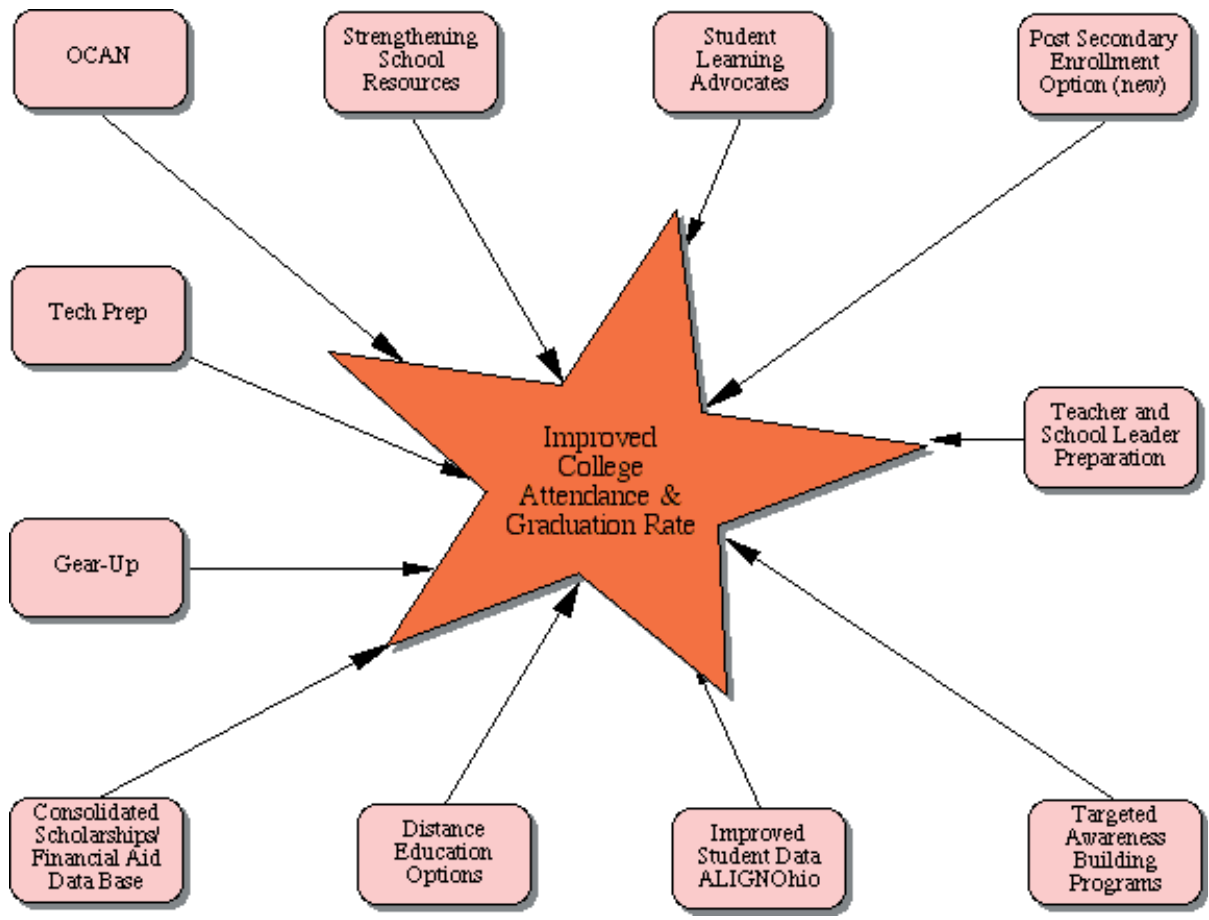 OCAN
Strengthening
School
Resources
Student
Learning
Advocates
Post Secondary
Enrollment
Option (new)
Tech Prep
Improved
College
Attendance &
Graduation Rate
Teacher and
School Leader
Preparation
Gear-Up
Consolidated
Scholarships/
Financial Aid
Data Base
Distance
Education
Options
Improved
Student Data
ALIGNOhio
Targeted
Awareness
Building
Programs